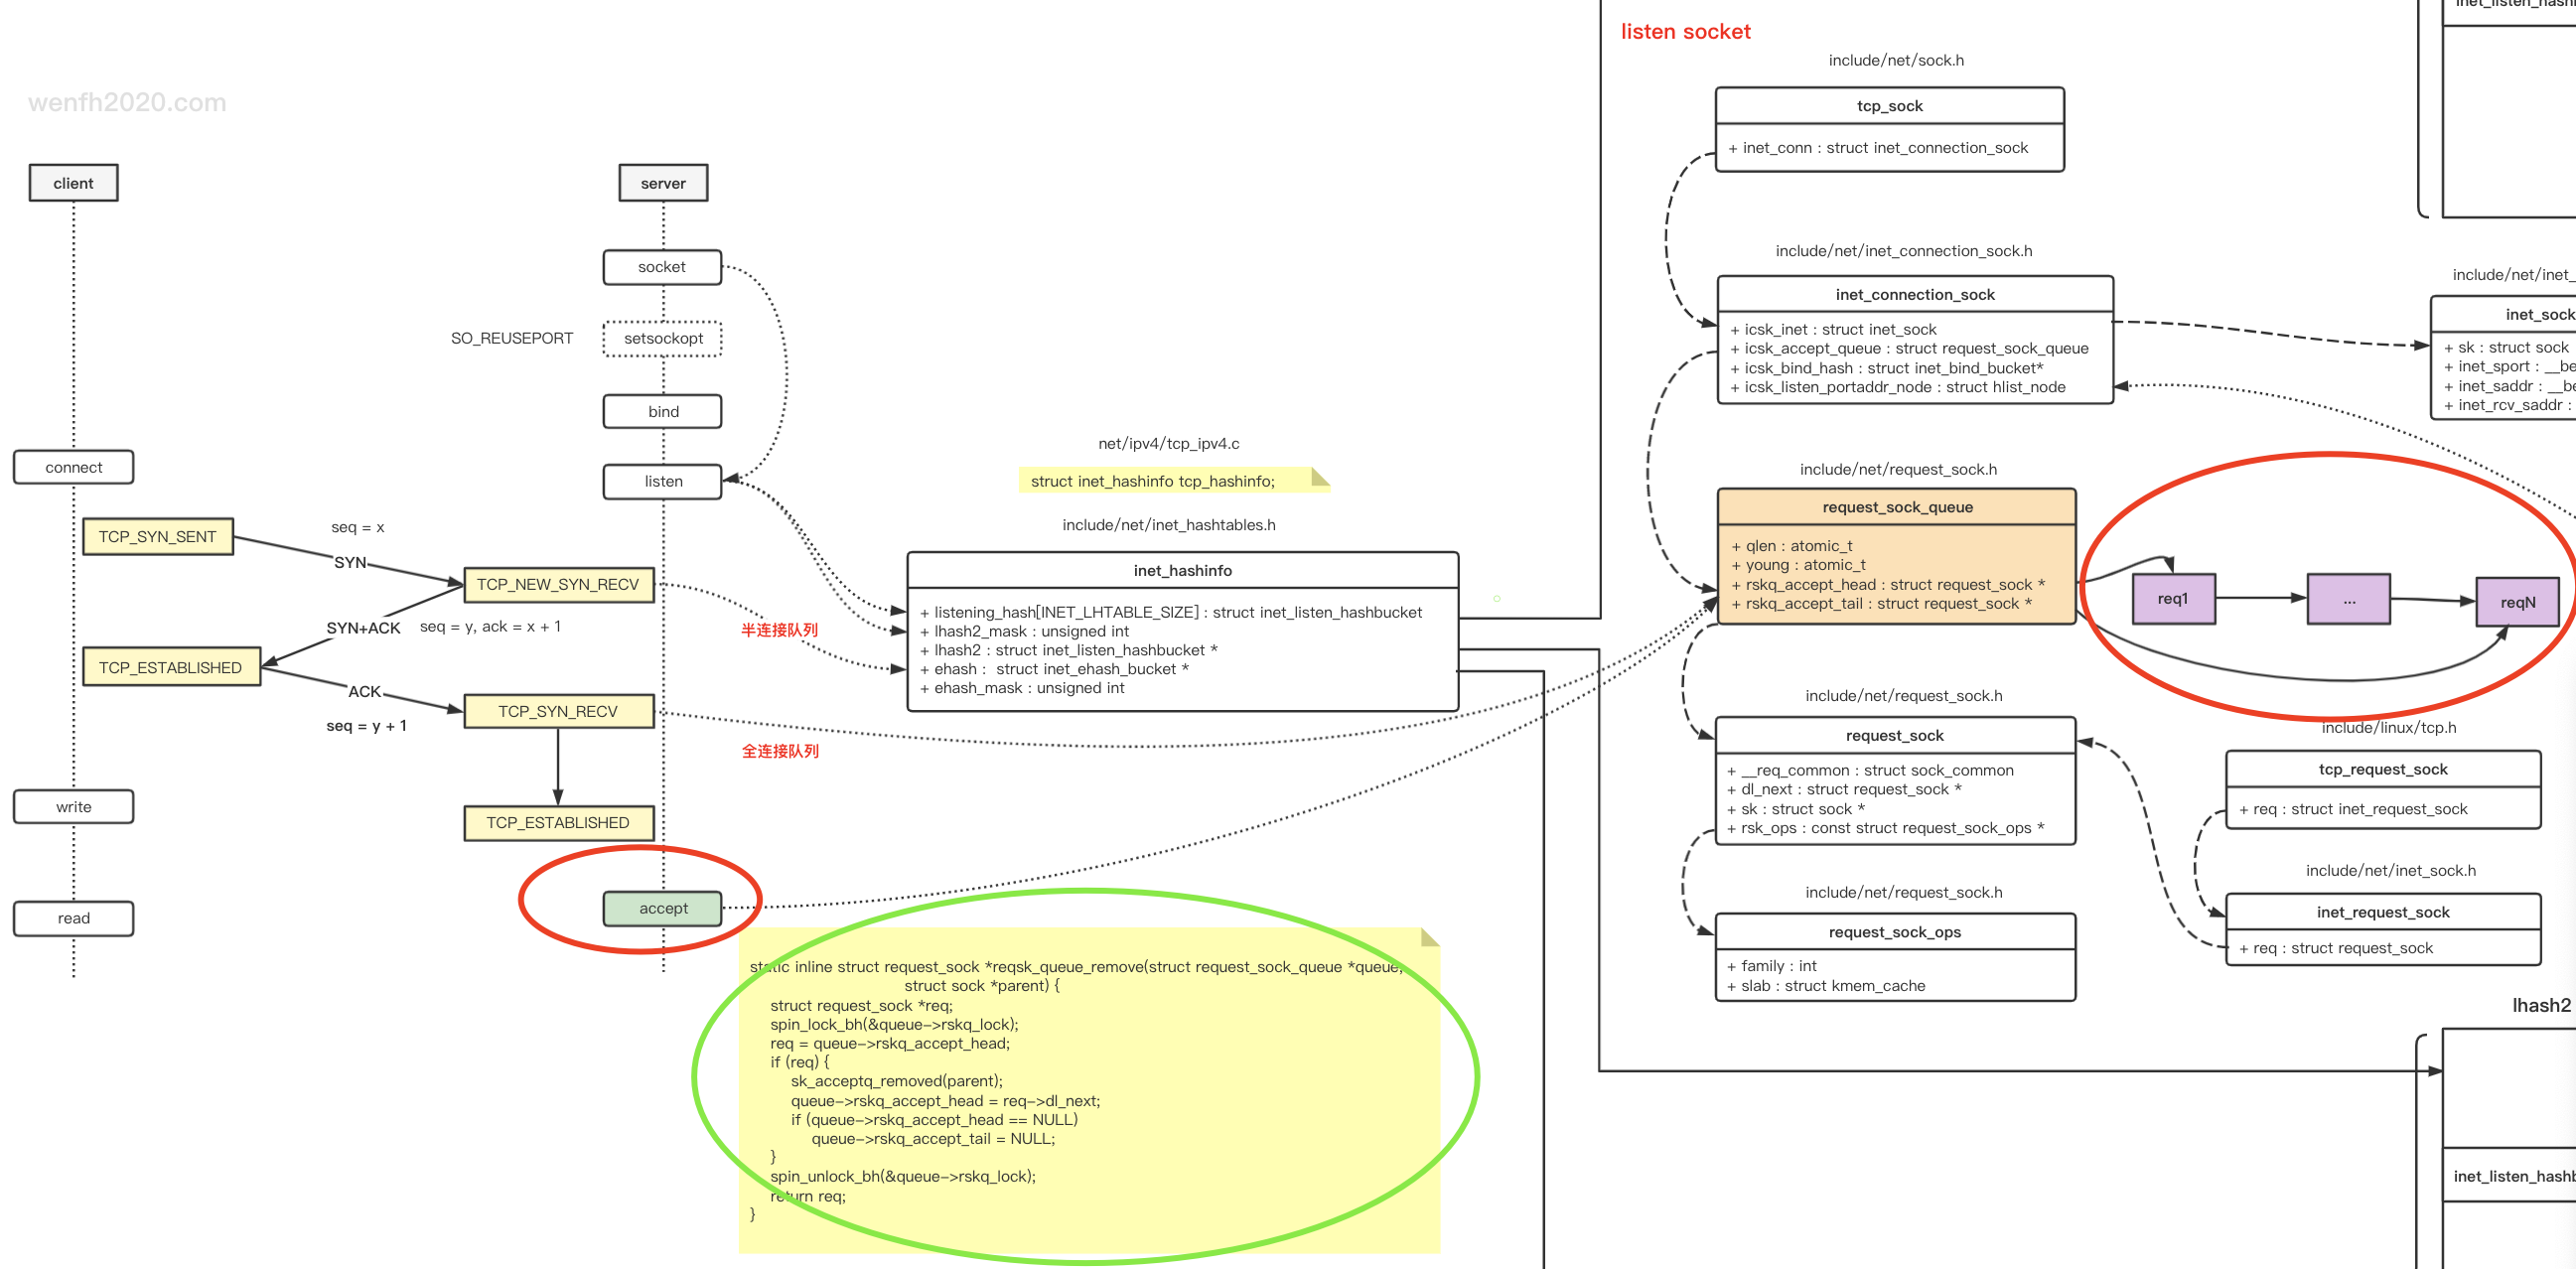 wenfh2020.com
client
connect
TCP_SYN_SENT
seq = x
SYN
SYN+ACK
seq = y, ack = x + 1
TCP_ESTABLISHED
ACK
seq = y + 1
write
read
server
socket
SO_REUSEPORT
setsockopt
bind
listen
TCP_NEW_SYN_RECV
半连接队列
TCP_SYN_RECV
全连接队列
TCP_ESTABLISHED
accept
net/ipv4/tcp_ipv4.c
struct inet_hashinfo tcp_hashinfo;
include/net/inet_hashtables.h
inet_hashinfo
+ listening_hash[INET_LHTABLE_SIZE] : struct inet_listen_hashbucket
+ lhash2_mask : unsigned int
+ lhash2 : struct inet_listen_hashbucket *
+ ehash : struct inet_ehash_bucket *
+ ehash_mask : unsigned int
static inline struct request_sock *reqsk_queue_remove(struct request_sock_queue *queue,
struct sock *parent) {
struct request_sock *req;
spin_lock_bh(&queue->rskq_lock);
req = queue->rskq_accept_head;
if (req) {
sk_acceptq_removed(parent);
queue->rskq_accept_head = req->dl_next;
if (queue->rskq_accept_head == NULL)
queue->rskq_accept_tail = NULL;
}
spin_unlock_bh(&queue->rskq_lock);
return req;
}
listen socket
include/net/sock.h
tcp_sock
+ inet_conn : struct inet_connection_sock
include/net/inet_connection_sock.h
inet_connection_sock
+ icsk_inet : struct inet_sock
+ icsk_accept_queue : struct request_sock_queue
+ icsk_bind_hash : struct inet_bind_bucket*
+ icsk_listen_portaddr_node : struct hlist_node
include/net/inet_
inet_sock
+ sk : struct sock
+ inet_sport : __be
+ inet_saddr : __be
+ inet_rcv_saddr :
include/net/request_sock.h
request_sock_queue
+ qlen : atomic_t
+ young : atomic_t
+ rskq_accept_head : struct request_sock *
+ rskq_accept_tail : struct request_sock *
req1
...
reqN
include/net/request_sock.h
request_sock
+ __req_common : struct sock_common
+ dl_next : struct request_sock *
+ sk : struct sock *
+ rsk_ops : const struct request_sock_ops *
include/net/request_sock.h
request_sock_ops
+ family : int
+ slab : struct kmem_cache
include/linux/tcp.h
tcp_request_sock
+ req : struct inet_request_sock
include/net/inet_sock.h
inet_request_sock
+ req : struct request_sock
lhash2